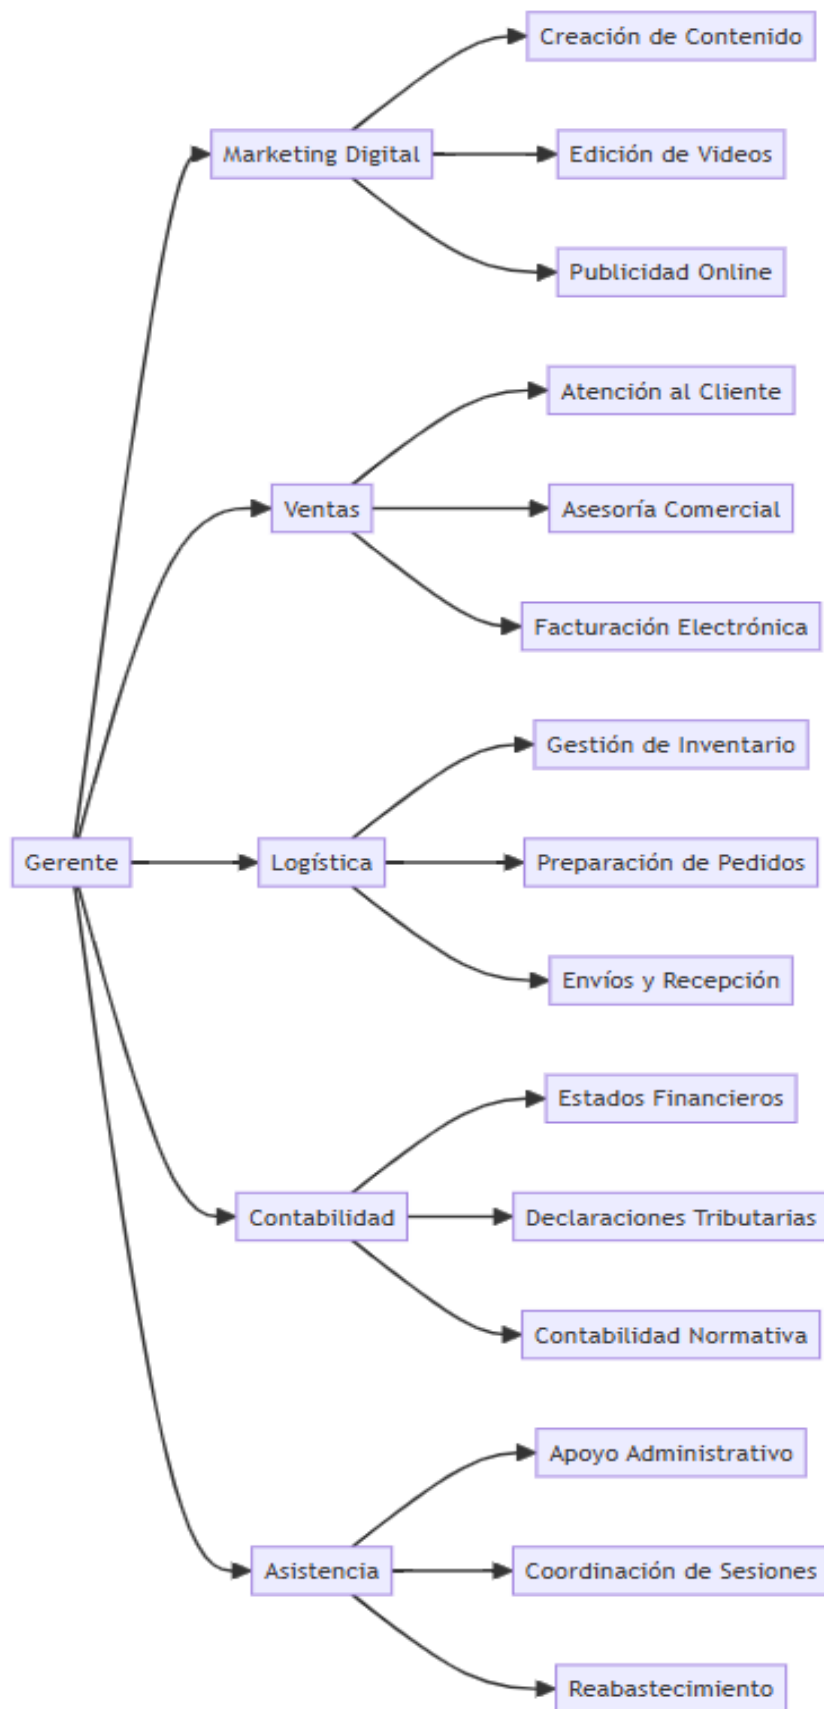 Creación de Contenido
Marketing Digital
Edición de Videos
Publicidad Online
Atención al Cliente
Ventas
Asesoría Comercial
Facturación Electrónica
Gestión de Inventario
Gerente
Logística
Preparación de Pedidos
Envíos y Recepción
Estados Financieros
Contabilidad
Declaraciones Tributarias
Contabilidad Normativa
Apoyo Administrativo
Asistencia
Coordinación de Sesiones
Reabastecimiento